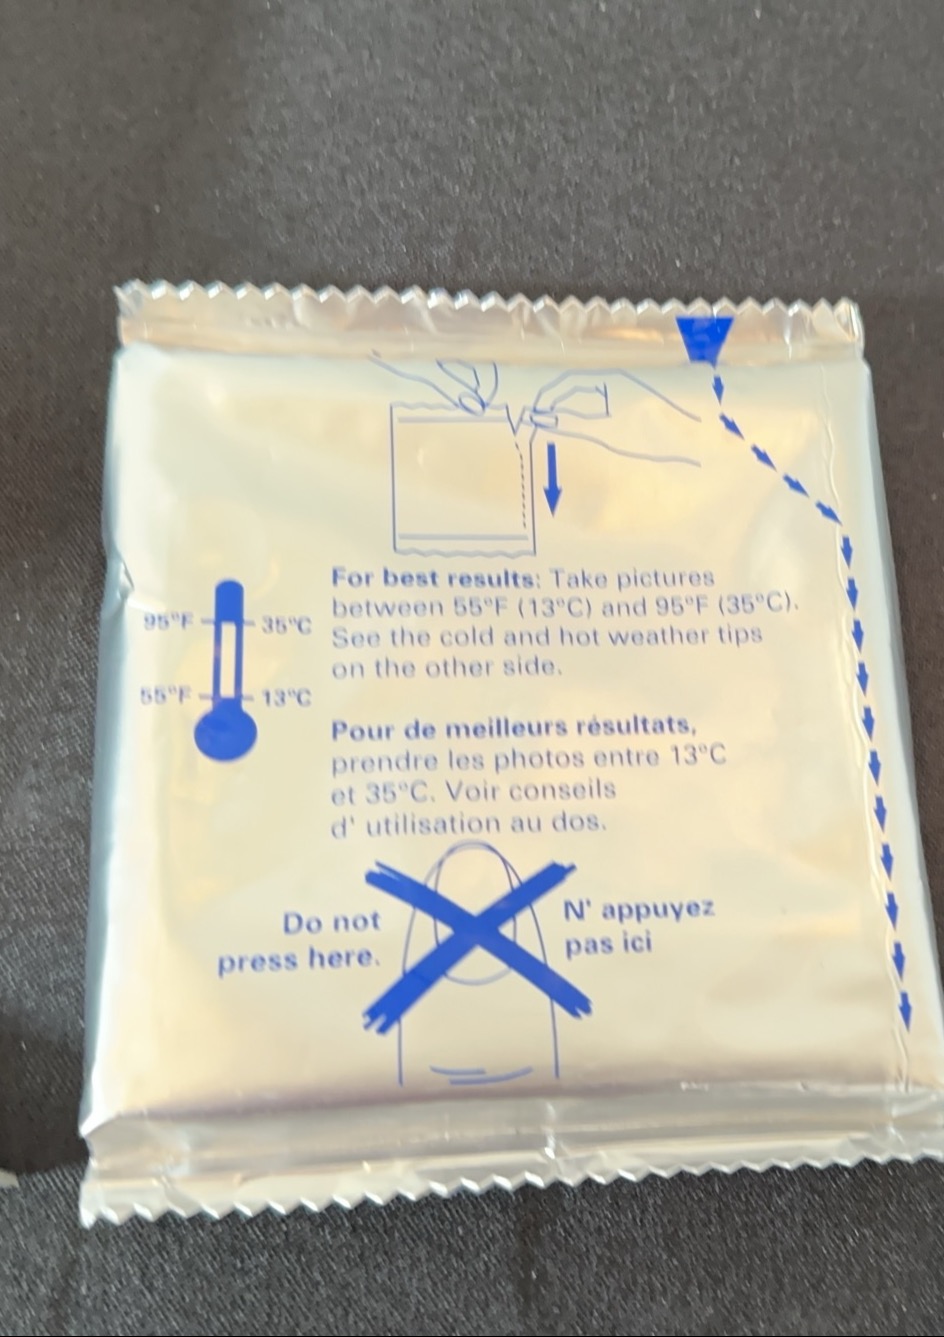 For best results: Take pictures
between 55°F (13°C) and 95°F (35°C).
See the cold and hot weather tips
on the other side.
95°F 35°C
55°F 13°C
Pour de meilleurs résultats,
prendre les photos entre 13°C
et 35°C. Voir conseils
d' utilisation au dos.
Do not
press here.
N' appuyez
pas ici